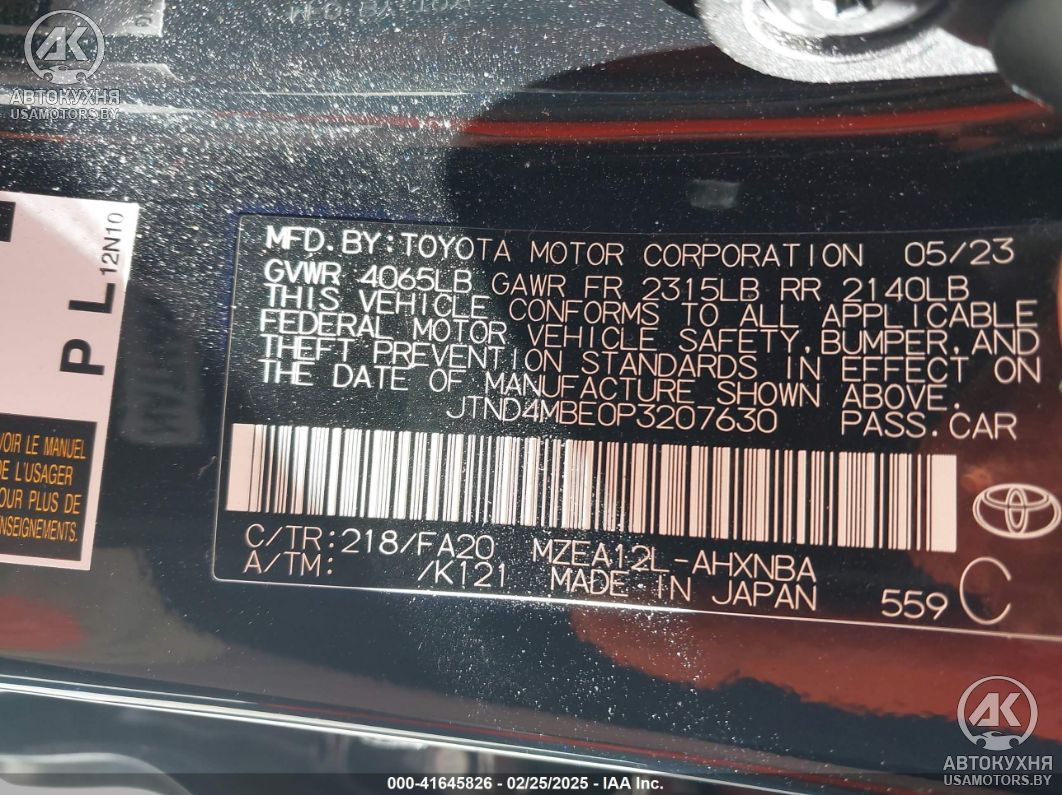 AK
АВТОКУХНЯ
USAMOTORS.BY
12N10
P L
MFD. BY: TOYOTA MOTOR CORPORATION 05/23
GVWR 4065LB GAWR FR 2315LB RR 2140LB
THIS VEHICLE CONFORMS TO ALL APPLICABLE
FEDERAL MOTOR VEHICLE SAFETY, BUMPER, AND
THEFT PREVENTION STANDARDS IN EFFECT ON
THE DATE OF MANUFACTURE SHOWN ABOVE.
JTND4MBE0P3207630 PASS. CAR
VOIR LE MANUEL
DE L'USAGER
POUR PLUS DE
C/TR: 218/FA20 MZEA12L-AHXNBA
A/TM: /K121 MADE IN JAPAN 559 C
AK
АВТОКУХНЯ
USAMOTORS.BY
000-41645826 - 02/25/2025 - IAA Inc.